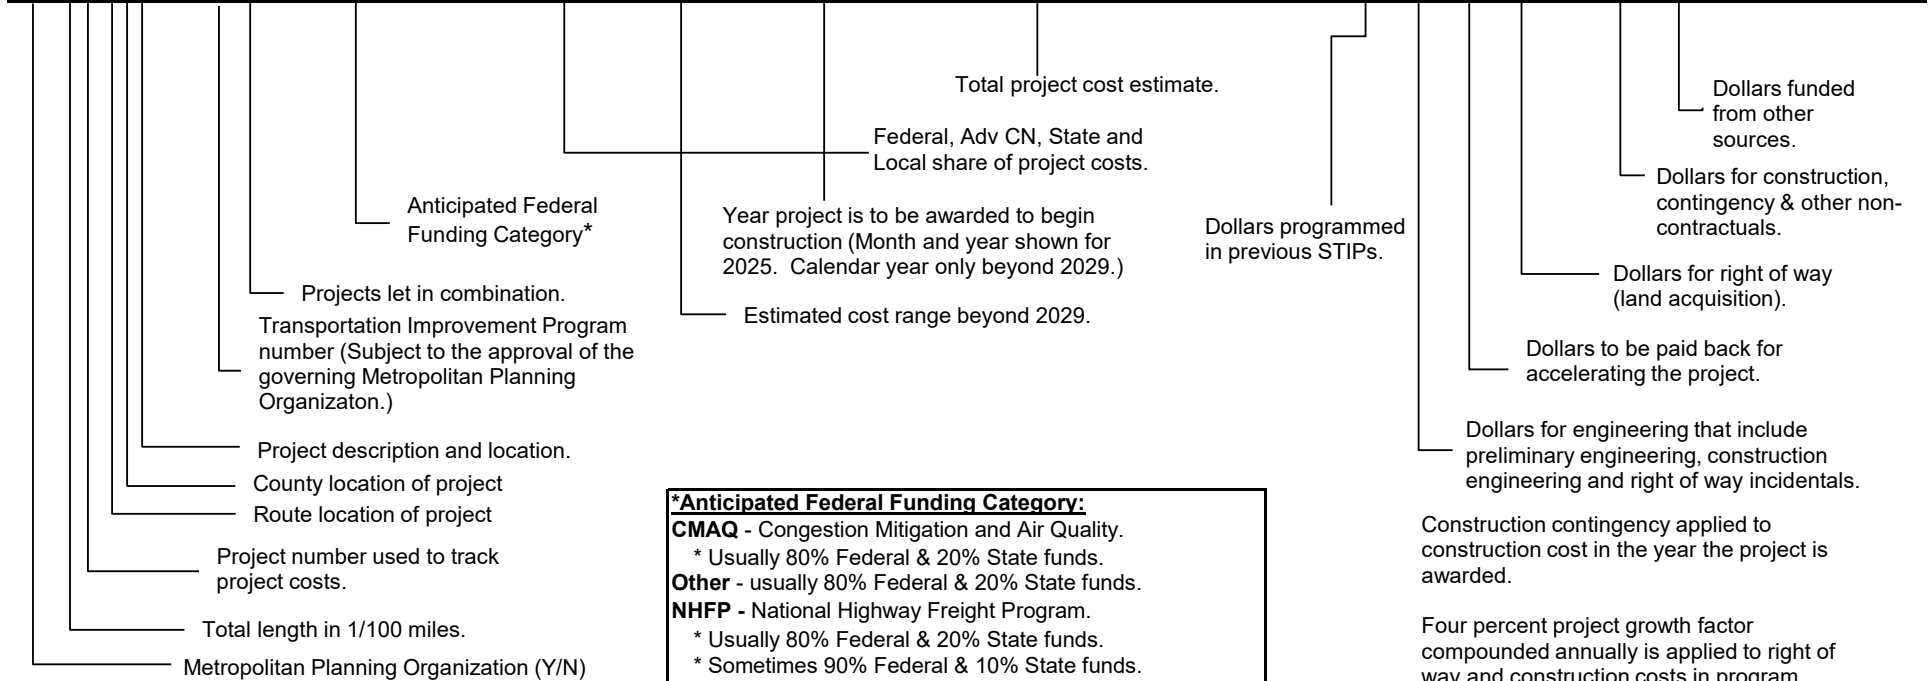 Total project cost estimate.
Federal, Adv CN, State and
Local share of project costs.
Anticipated Federal
Funding Category*
Year project is to be awarded to begin
construction (Month and year shown for
2025.  Calendar year only beyond 2029.)
Estimated cost range beyond 2029.
Projects let in combination.
Transportation Improvement Program
number (Subject to the approval of the
governing Metropolitan Planning
Organizaton.)
Project description and location.
County location of project
Route location of project
Project number used to track
project costs.
Total length in 1/100 miles.
Metropolitan Planning Organization (Y/N)
*Anticipated Federal Funding Category:
CMAQ - Congestion Mitigation and Air Quality.
* Usually 80% Federal & 20% State funds.
Other - usually 80% Federal & 20% State funds.
NHFP - National Highway Freight Program.
* Usually 80% Federal & 20% State funds.
* Sometimes 90% Federal & 10% State funds.
Dollars programmed
in previous STIPs.
Dollars funded
from other
sources.
Dollars for construction,
contingency & other non-
contractuals.
Dollars for right of way
(land acquisition).
Dollars to be paid back for
accelerating the project.
Dollars for engineering that include
preliminary engineering, construction
engineering and right of way incidentals.
Construction contingency applied to
construction cost in the year the project is
awarded.
Four percent project growth factor
compounded annually is applied to right of
way and construction costs in program